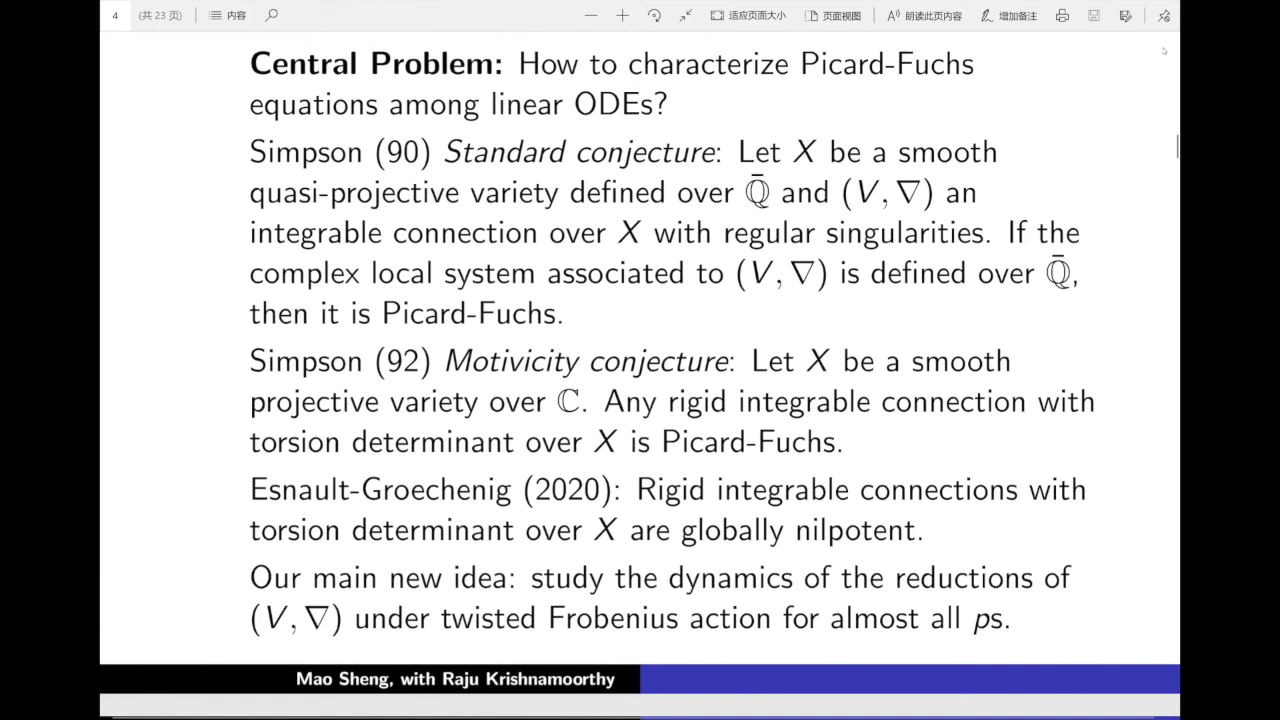 4 (共 23 页) 内容 适应页面大小 页面视图 朗读此页内容 增加备注
Central Problem: How to characterize Picard-Fuchs
equations among linear ODEs?
Simpson (90) Standard conjecture: Let X be a smooth
quasi-projective variety defined over ℚ̄ and (V, ∇) an
integrable connection over X with regular singularities. If the
complex local system associated to (V, ∇) is defined over ℚ̄,
then it is Picard-Fuchs.
Simpson (92) Motivicity conjecture: Let X be a smooth
projective variety over ℂ. Any rigid integrable connection with
torsion determinant over X is Picard-Fuchs.
Esnault-Groechenig (2020): Rigid integrable connections with
torsion determinant over X are globally nilpotent.
Our main new idea: study the dynamics of the reductions of
(V, ∇) under twisted Frobenius action for almost all ps.
Mao Sheng, with Raju Krishnamoorthy